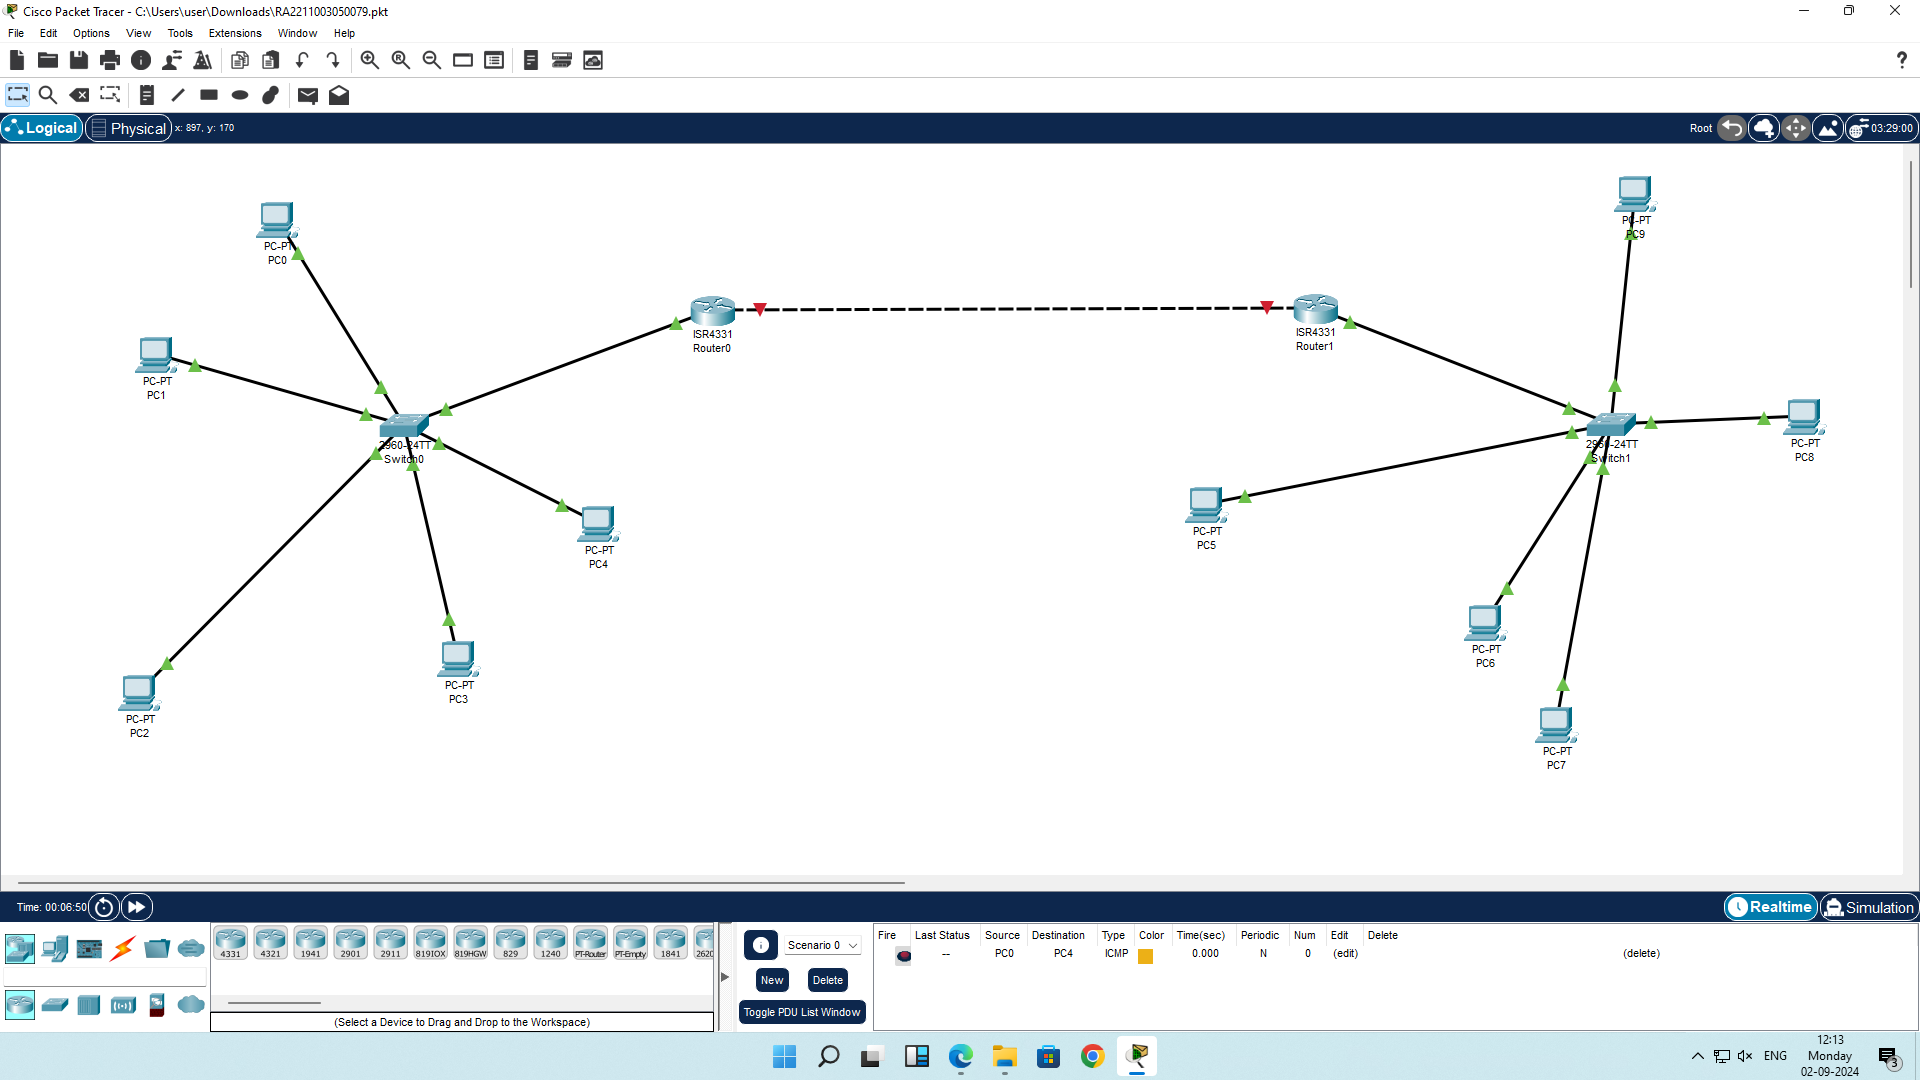 Cisco Packet Tracer - C:\Users\user\Downloads\RA2211003050079.pkt
File Edit Options View Tools Extensions Window Help
Logical Physical x: 897, y: 170 Root 03:29:00
PC-PT
PC0
PC-PT
PC1
PC-PT
PC2
PC-PT
PC3
PC-PT
PC4
2960-24TT
Switch0
ISR4331
Router0
ISR4331
Router1
PC-PT
PC9
2960-24TT
Switch1
PC-PT
PC8
PC-PT
PC5
PC-PT
PC6
PC-PT
PC7
Time: 00:06:50 Realtime Simulation
4331 4321 1941 2901 2911 819IOX 819HGW 829 1240 PT-Router PT-Empty 1841 2620
(Select a Device to Drag and Drop to the Workspace)
Scenario 0
New Delete
Toggle PDU List Window
Fire Last Status Source Destination Type Color Time(sec) Periodic Num Edit Delete
-- PC0 PC4 ICMP 0.000 N 0 (edit) (delete)
ENG
12:13
Monday
02-09-2024
3